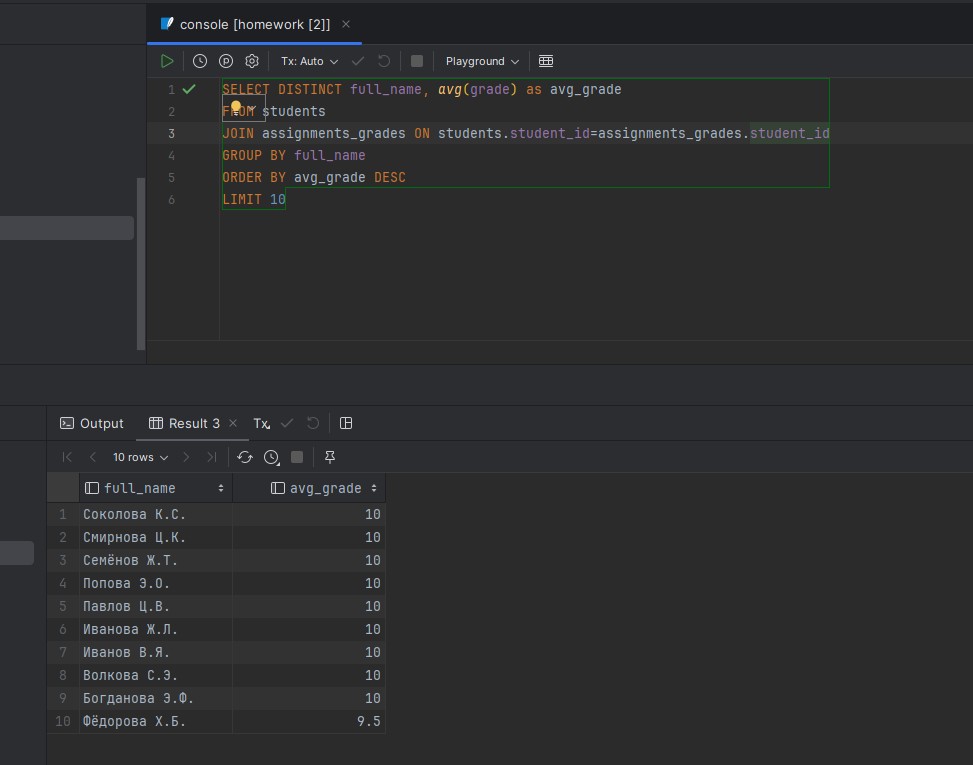 console [homework [2]]
Tx: Auto
Playground
1 SELECT DISTINCT full_name, avg(grade) as avg_grade
2 FROM students
3 JOIN assignments_grades ON students.student_id=assignments_grades.student_id
4 GROUP BY full_name
5 ORDER BY avg_grade DESC
6 LIMIT 10
Output Result 3 Tx
10 rows
full_name avg_grade
1 Соколова К.С. 10
2 Смирнова Ц.К. 10
3 Семёнов Ж.Т. 10
4 Попова Э.О. 10
5 Павлов Ц.В. 10
6 Иванова Ж.Л. 10
7 Иванов В.Я. 10
8 Волкова С.Э. 10
9 Богданова Э.Ф. 10
10 Фёдорова Х.Б. 9.5